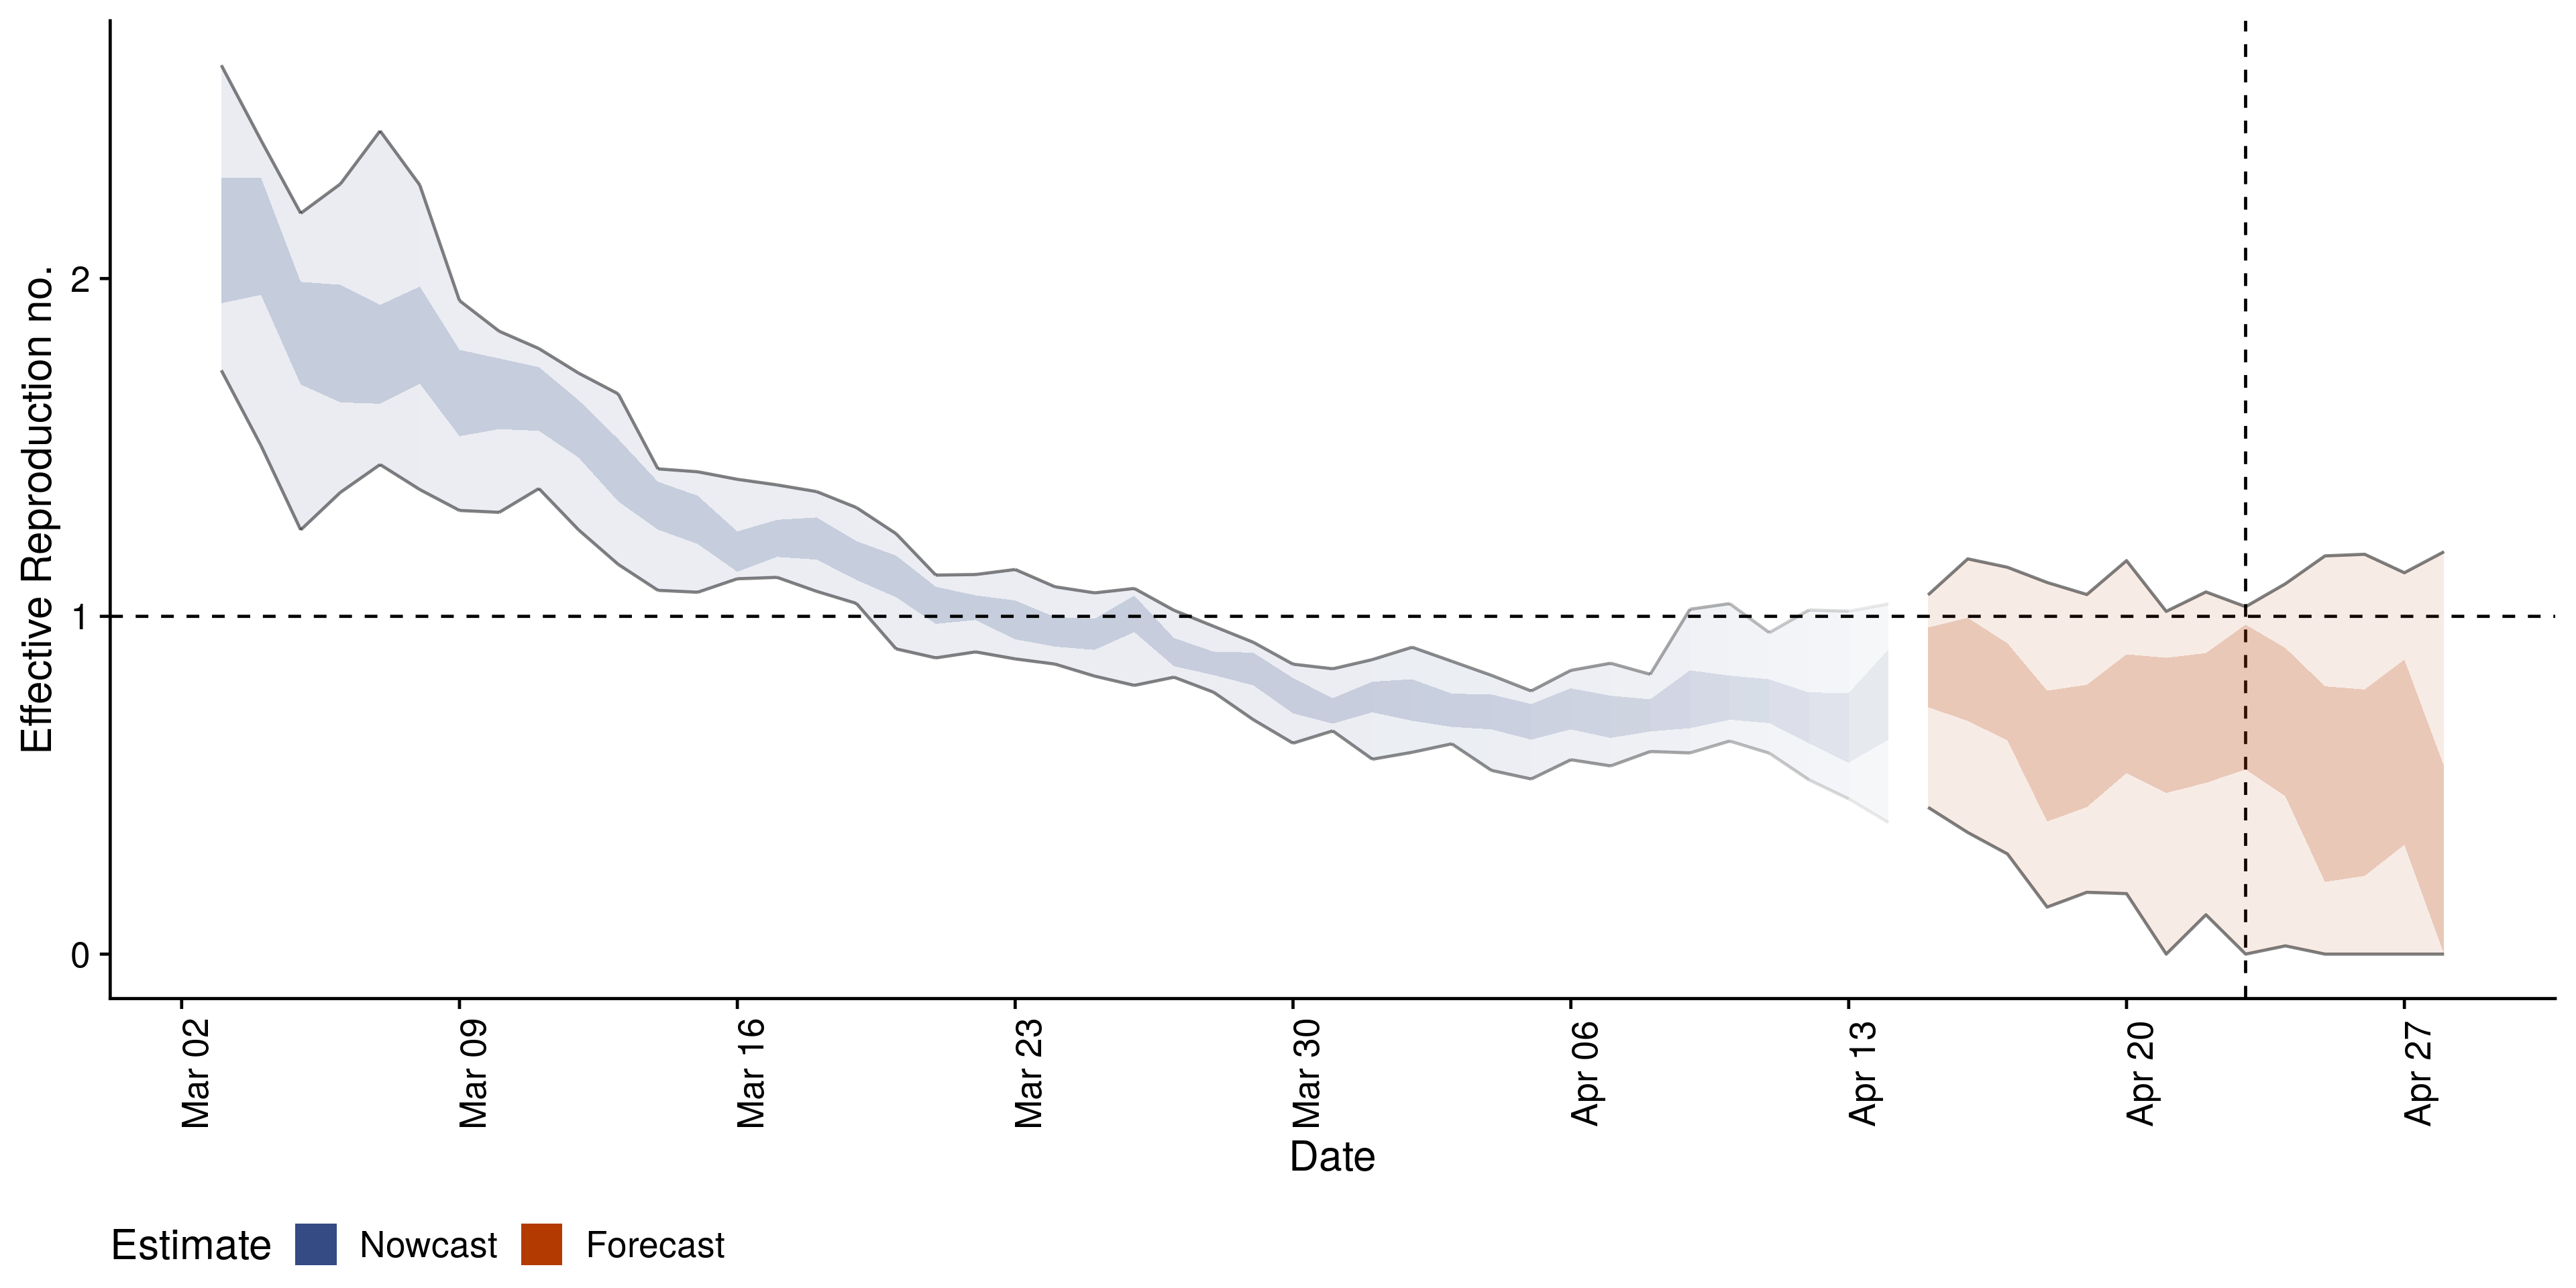 Effective Reproduction no.
2
1
0
Mar 02
Mar 09
Mar 16
Mar 23
Mar 30
Apr 06
Apr 13
Apr 20
Apr 27
Date
Estimate Nowcast Forecast